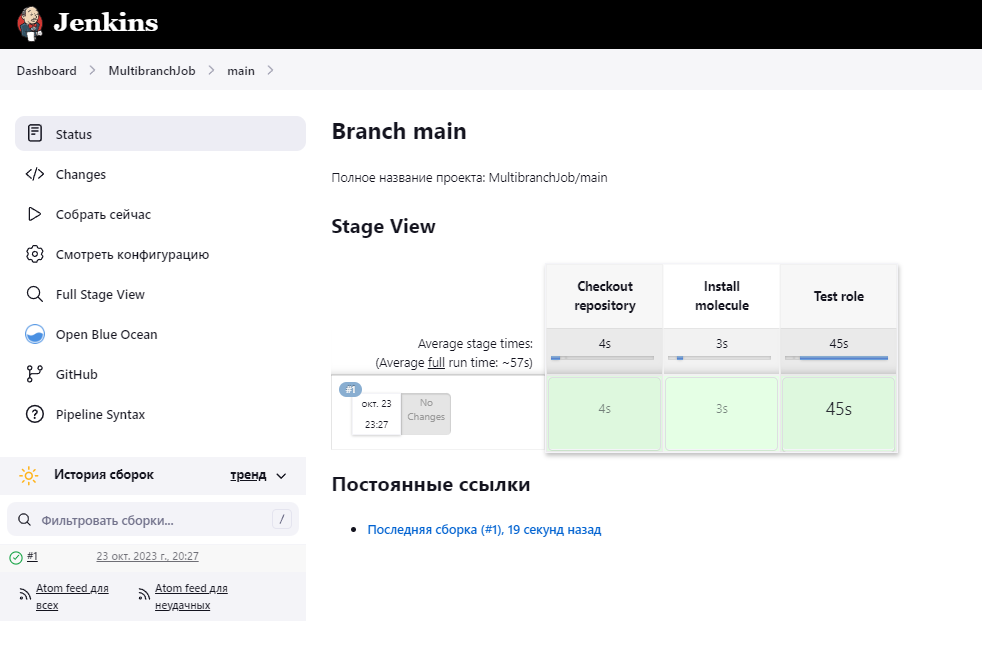 Jenkins
Dashboard
MultibranchJob
main
Status
Changes
Собрать сейчас
Смотреть конфигурацию
Full Stage View
Open Blue Ocean
GitHub
Pipeline Syntax
История сборок
тренд
Фильтровать сборки...
/
#1
23 окт. 2023 г., 20:27
Atom feed для
всех
Atom feed для
неудачных
Branch main
Полное название проекта: MultibranchJob/main
Stage View
Checkout
repository
Install
molecule
Test role
Average stage times:
(Average full run time: ~57s)
4s
3s
45s
#1
окт. 23
23:27
No
Changes
4s
3s
45s
Постоянные ссылки
Последняя сборка (#1), 19 секунд назад